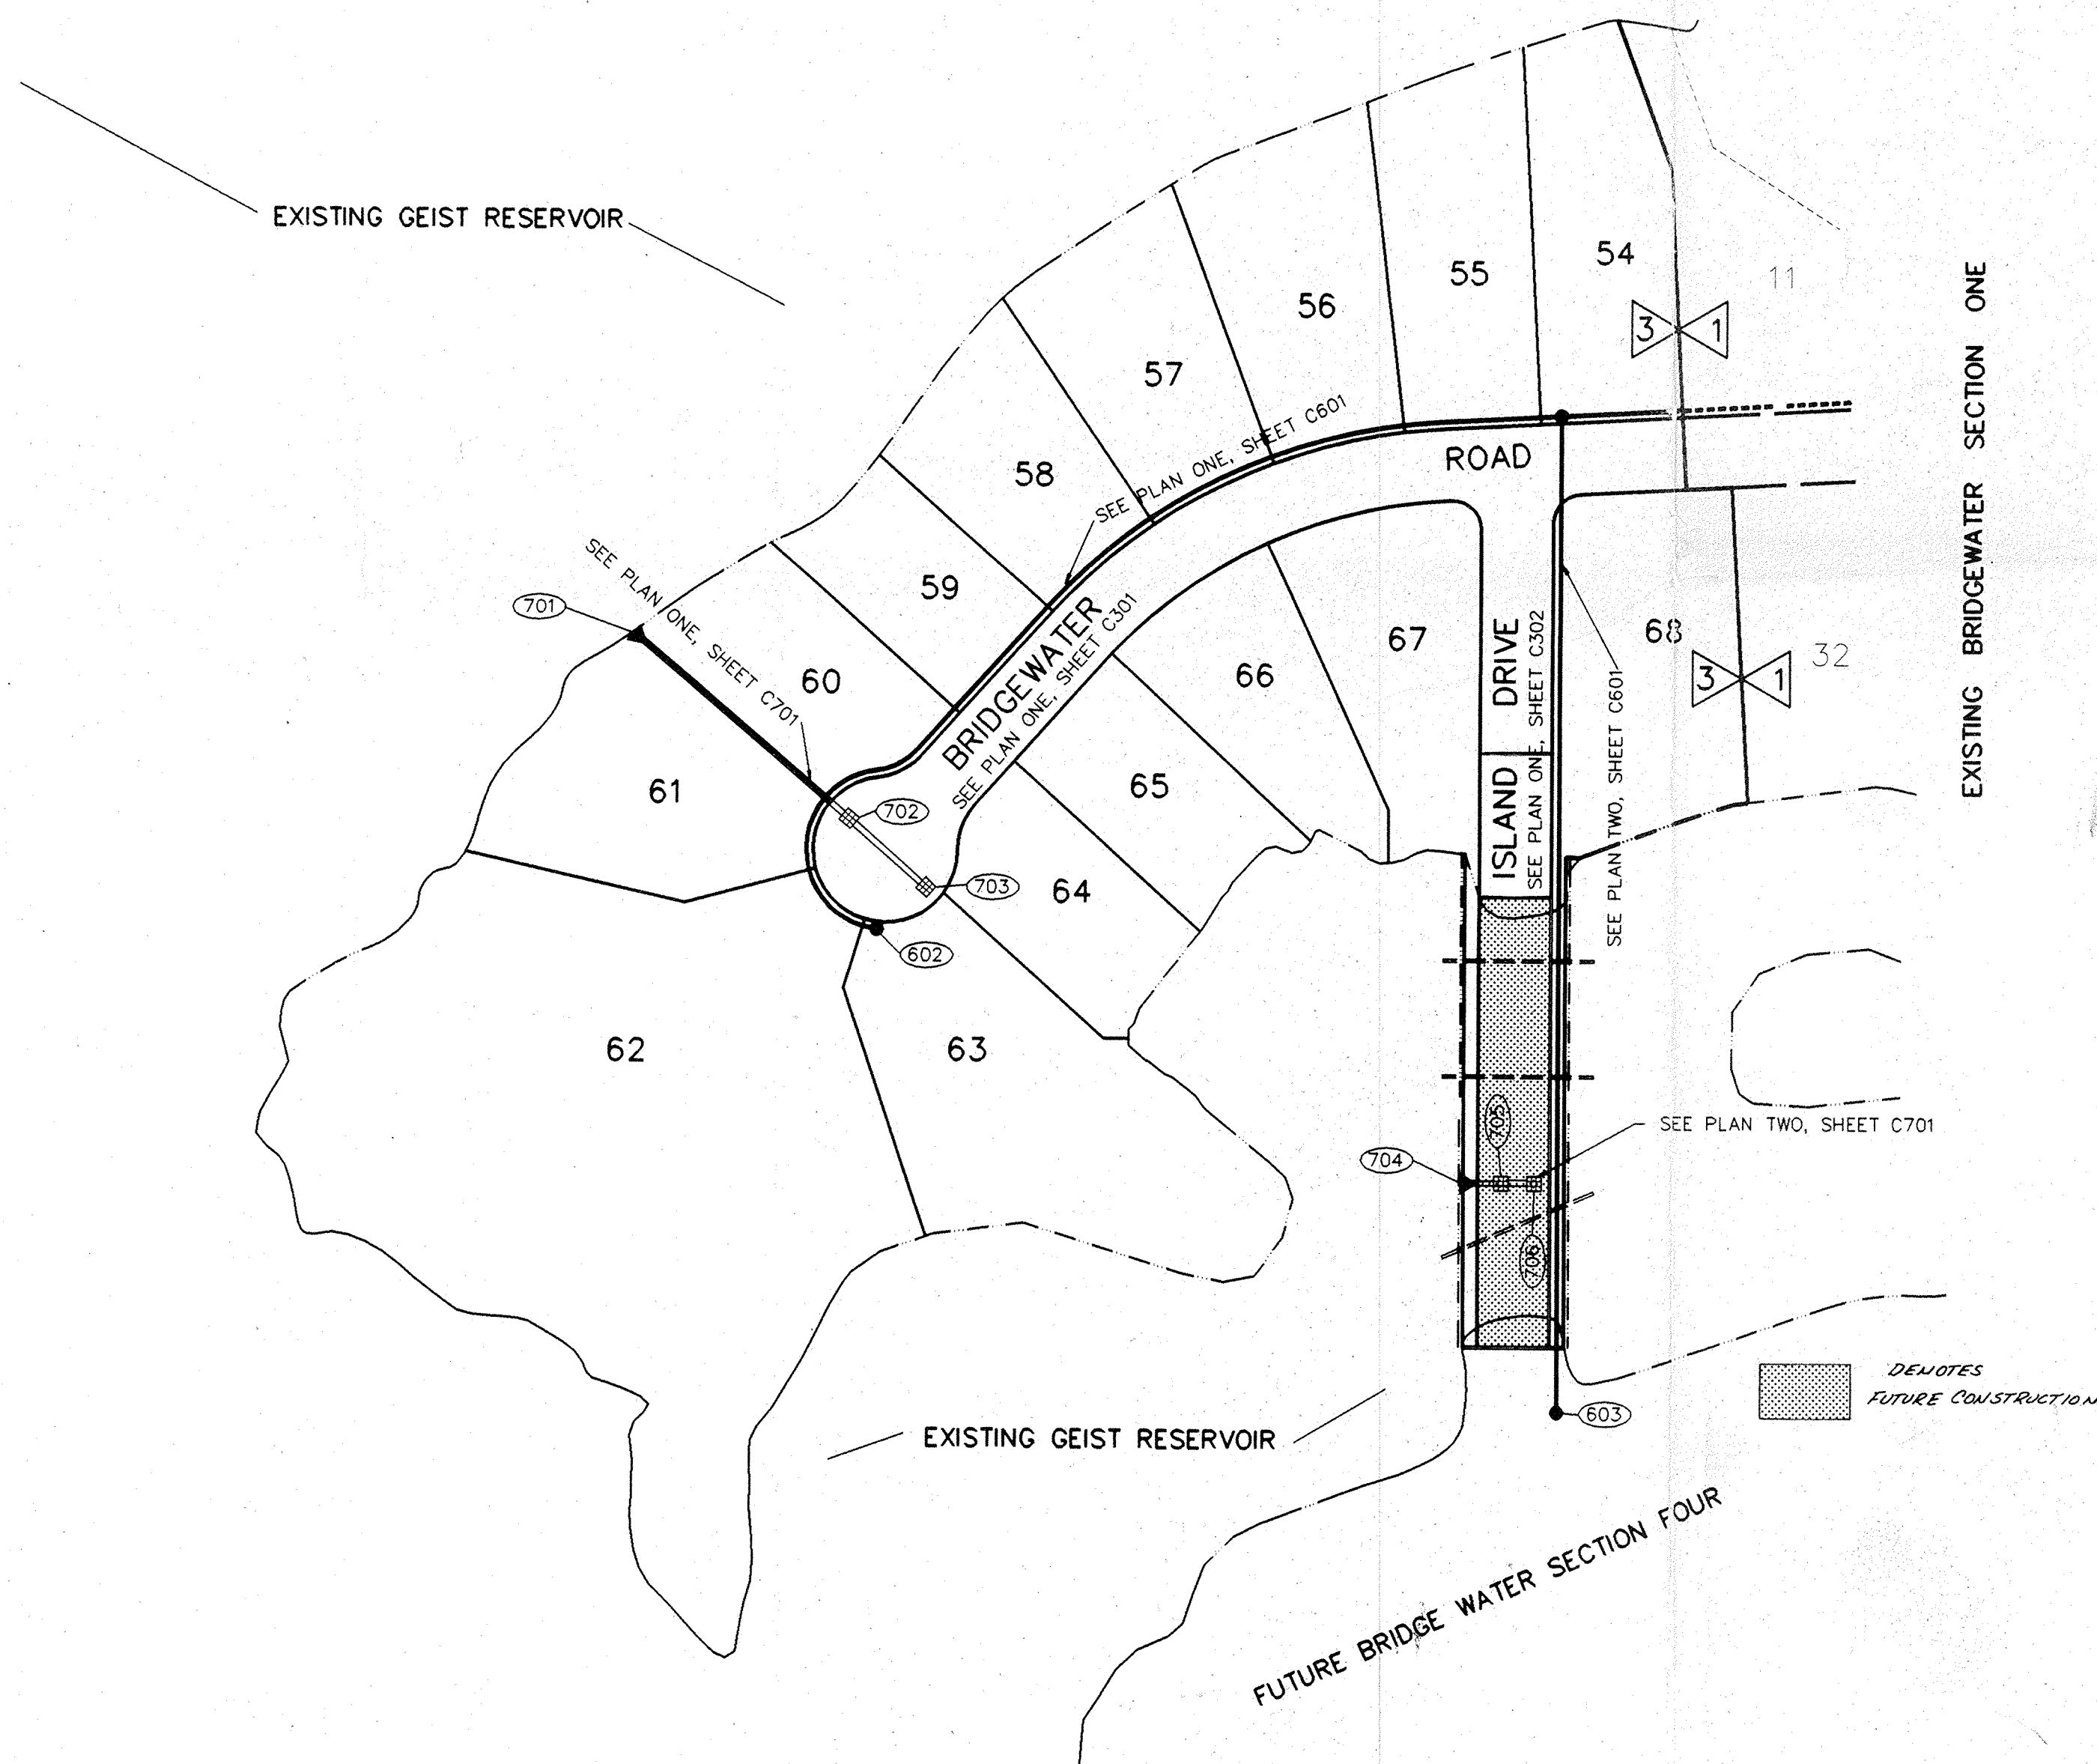 EXISTING GEIST RESERVOIR
54
11
55
56
57
58
59
60
61
62
63
64
65
66
67
68
32
3
1
3
1
EXISTING BRIDGEWATER SECTION ONE
SEE PLAN ONE, SHEET C601
ROAD
BRIDGEWATER
SEE PLAN ONE, SHEET C301
SEE PLAN ONE, SHEET C701
701
702
703
602
ISLAND DRIVE
SEE PLAN ONE, SHEET C302
SEE PLAN TWO, SHEET C601
SEE PLAN TWO, SHEET C701
704
705
706
603
DENOTES
FUTURE CONSTRUCTION
EXISTING GEIST RESERVOIR
FUTURE BRIDGE WATER SECTION FOUR